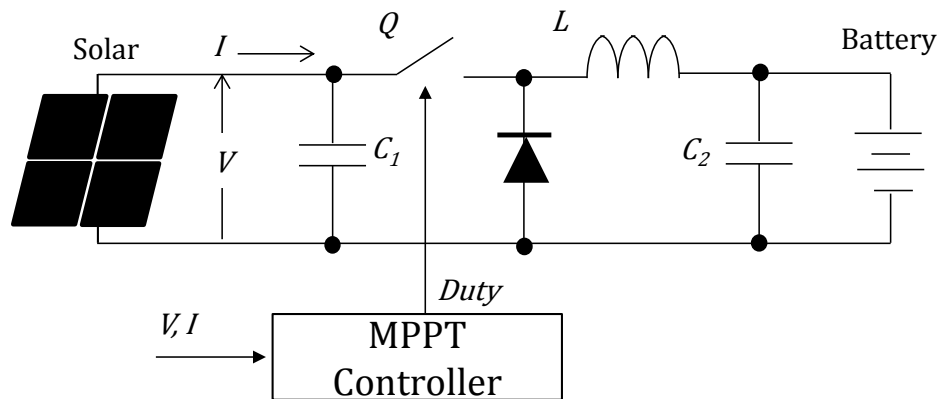 Solar
I
Q
L
Battery
V
C1
C2
Duty
V, I
MPPT
Controller